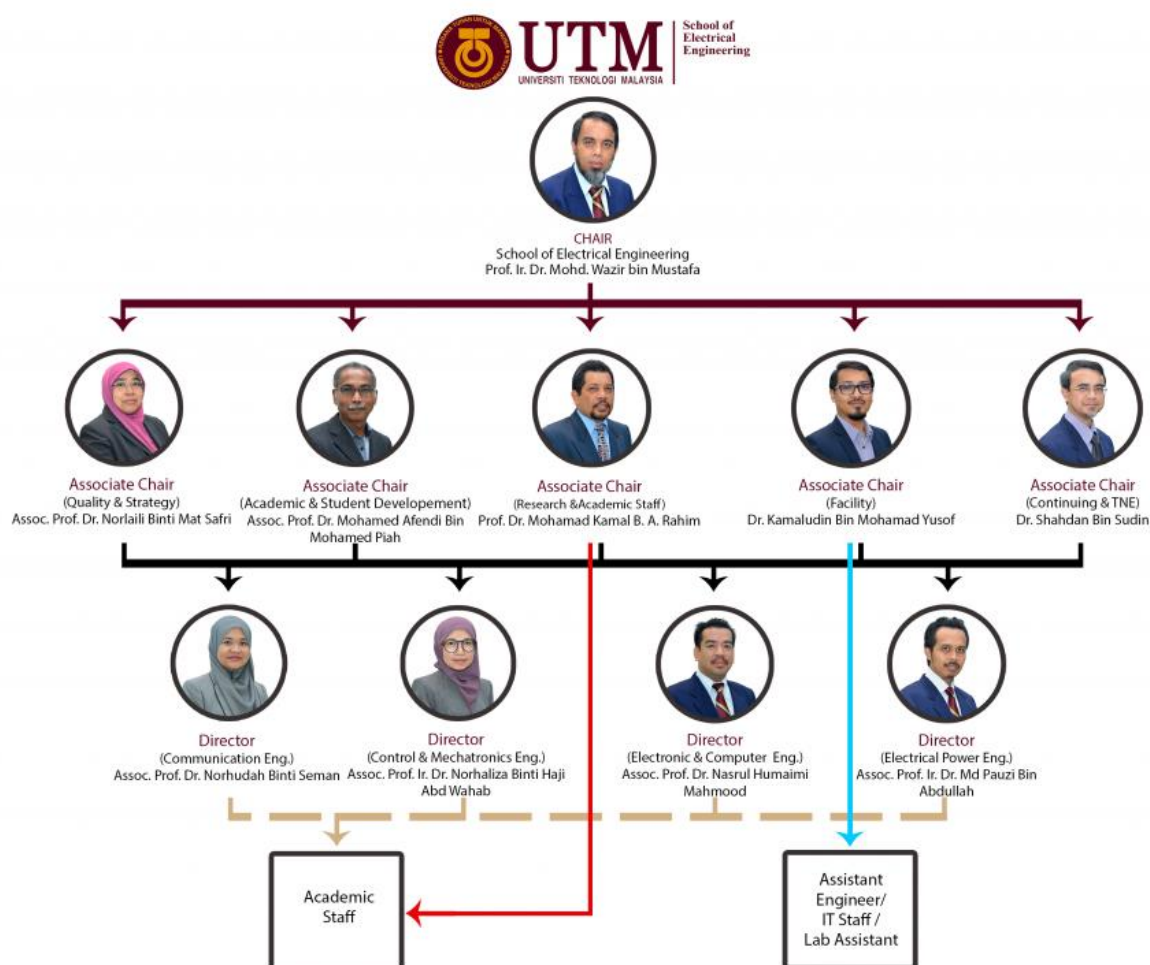 UTM
UNIVERSITI TEKNOLOGI MALAYSIA
School of
Electrical
Engineering
CHAIR
School of Electrical Engineering
Prof. Ir. Dr. Mohd. Wazir bin Mustafa
Associate Chair
(Quality & Strategy)
Assoc. Prof. Dr. Norlaili Binti Mat Safri
Associate Chair
(Academic & Student Developement)
Assoc. Prof. Dr. Mohamed Afendi Bin
Mohamed Piah
Associate Chair
(Research &Academic Staff)
Prof. Dr. Mohamad Kamal B. A. Rahim
Associate Chair
(Facility)
Dr. Kamaludin Bin Mohamad Yusof
Associate Chair
(Continuing & TNE)
Dr. Shahdan Bin Sudin
Director
(Communication Eng.)
Assoc. Prof. Dr. Norhudah Binti Seman
Director
(Control & Mechatronics Eng.)
Assoc. Prof. Ir. Dr. Norhaliza Binti Haji
Abd Wahab
Director
(Electronic & Computer Eng.)
Assoc. Prof. Dr. Nasrul Humaimi
Mahmood
Director
(Electrical Power Eng.)
Assoc. Prof. Ir. Dr. Md Pauzi Bin
Abdullah
Academic
Staff
Assistant
Engineer/
IT Staff /
Lab Assistant